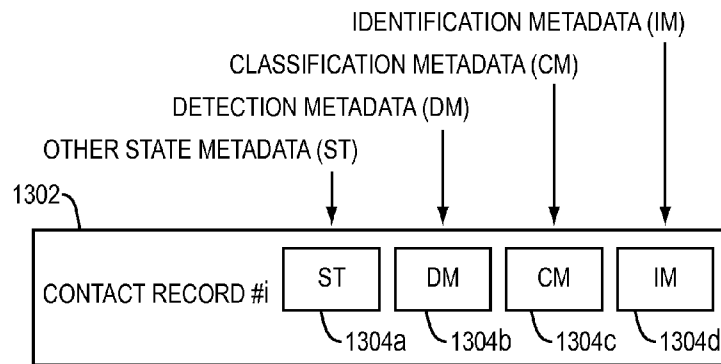 IDENTIFICATION METADATA (IM)
CLASSIFICATION METADATA (CM)
DETECTION METADATA (DM)
OTHER STATE METADATA (ST)
1302
CONTACT RECORD #i ST DM CM IM
1304a 1304b 1304c 1304d